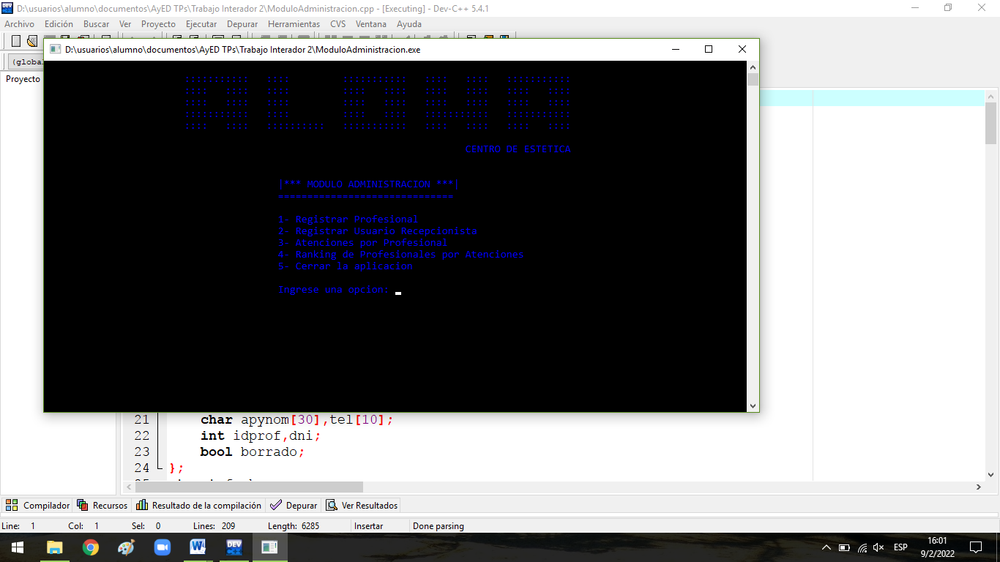 D:\usuarios\alumno\documentos\AyED TPs\Trabajo Interador 2\ModuloAdministracion.cpp - [Executing] - Dev-C++ 5.4.1
Archivo Edición Buscar Ver Proyecto Ejecutar Depurar Herramientas CVS Ventana Ayuda
D:\usuarios\alumno\documentos\AyED TPs\Trabajo Interador 2\ModuloAdministracion.exe
(globa
Proyecto
CENTRO DE ESTETICA
|*** MODULO ADMINISTRACION ***|
==============================
1- Registrar Profesional
2- Registrar Usuario Recepcionista
3- Atenciones por Profesional
4- Ranking de Profesionales por Atenciones
5- Cerrar la aplicacion
Ingrese una opcion:
21 char apynom[30],tel[10];
22 int idprof,dni;
23 bool borrado;
24 };
Compilador Recursos Resultado de la compilación Depurar Ver Resultados
Line: 1 Col: 1 Sel: 0 Lines: 209 Length: 6285 Insertar Done parsing
ESP 16:01
9/2/2022